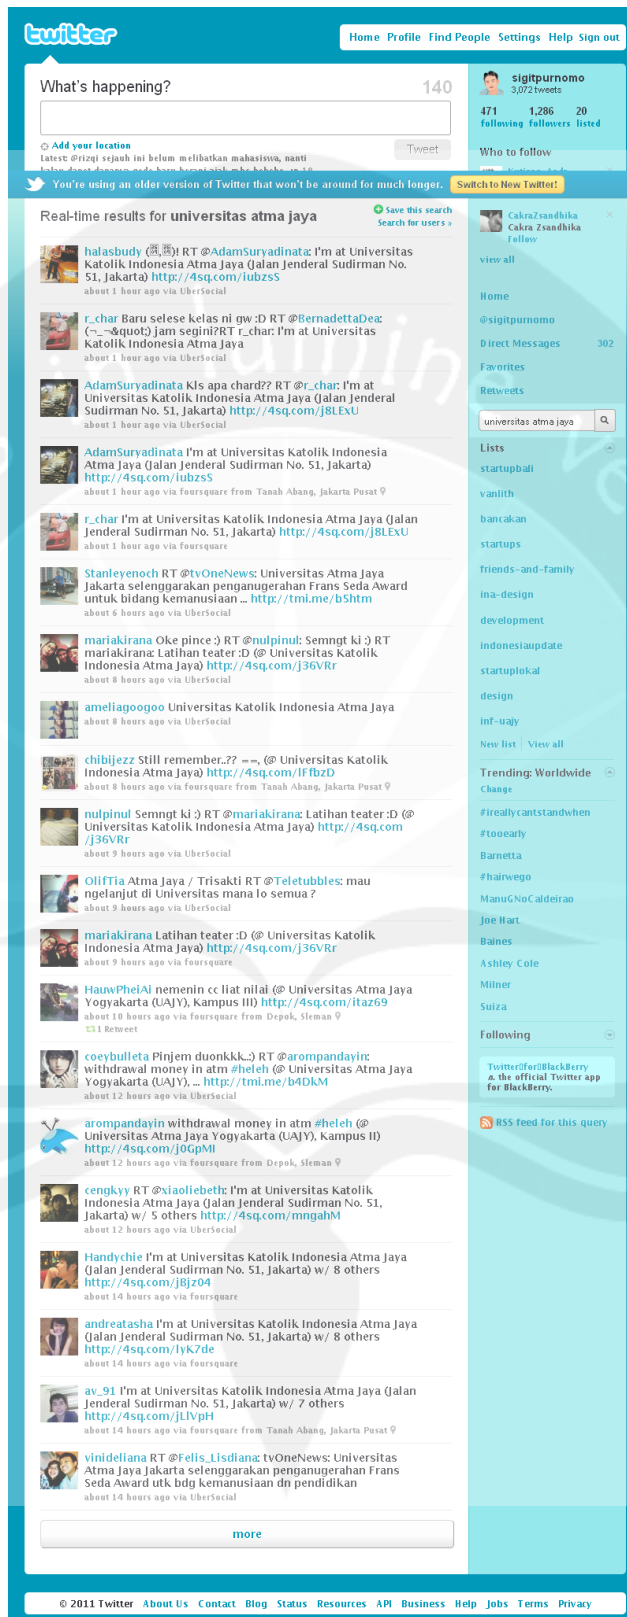 twitter
Home Profile Find People Settings Help Sign out
What's happening?
140
Add your location
Latest: @rizqi sejauh ini belum melibatkan mahasiswa, nanti
Tweet
sigitpurnomo
3,072 tweets
471 1,286 20
following followers listed
Who to follow
You're using an older version of Twitter that won't be around for much longer. Switch to New Twitter!
Real-time results for universitas atma jaya
Save this search
Search for users »
halasbudy )! RT @AdamSuryadinata: I'm at Universitas
Katolik Indonesia Atma Jaya (Jalan Jenderal Sudirman No.
51, Jakarta) http://4sq.com/iubzsS
about 1 hour ago via UberSocial
r_char Baru selese kelas ni gw :D RT @BernadettaDea:
(¬_¬&quot;) jam segini?RT r_char: I'm at Universitas
Katolik Indonesia Atma Jaya
about 1 hour ago via UberSocial
AdamSuryadinata Kls apa chard?? RT @r_char: I'm at
Universitas Katolik Indonesia Atma Jaya (Jalan Jenderal
Sudirman No. 51, Jakarta) http://4sq.com/j8LExU
about 1 hour ago via UberSocial
AdamSuryadinata I'm at Universitas Katolik Indonesia
Atma Jaya (Jalan Jenderal Sudirman No. 51, Jakarta)
http://4sq.com/iubzsS
about 1 hour ago via foursquare from Tanah Abang, Jakarta Pusat
r_char I'm at Universitas Katolik Indonesia Atma Jaya (Jalan
Jenderal Sudirman No. 51, Jakarta) http://4sq.com/j8LExU
about 1 hour ago via foursquare
Stanleyenoch RT @tvOneNews: Universitas Atma Jaya
Jakarta selenggarakan penganugerahan Frans Seda Award
untuk bidang kemanusiaan ... http://tmi.me/b5htm
about 6 hours ago via UberSocial
mariakirana Oke pince :) RT @nulpinul: Semngt ki :) RT
mariakirana: Latihan teater :D (@ Universitas Katolik
Indonesia Atma Jaya) http://4sq.com/j36VRr
about 8 hours ago via UberSocial
ameliagoogoo Universitas Katolik Indonesia Atma Jaya
about 8 hours ago via UberSocial
chibijezz Still remember..?? ==, (@ Universitas Katolik
Indonesia Atma Jaya) http://4sq.com/lFfbzD
about 8 hours ago via foursquare from Tanah Abang, Jakarta Pusat
nulpinul Semngt ki :) RT @mariakirana: Latihan teater :D (@
Universitas Katolik Indonesia Atma Jaya) http://4sq.com
/j36VRr
about 9 hours ago via UberSocial
OlifTia Atma Jaya / Trisakti RT @Teletubbles: mau
ngelanjut di Universitas mana lo semua ?
about 9 hours ago via UberSocial
mariakirana Latihan teater :D (@ Universitas Katolik
Indonesia Atma Jaya) http://4sq.com/j36VRr
about 9 hours ago via foursquare
HauwPheiAi nemenin cc liat nilai (@ Universitas Atma Jaya
Yogyakarta (UAJY), Kampus III) http://4sq.com/itaz69
about 10 hours ago via foursquare from Depok, Sleman
1 Retweet
coeybulleta Pinjem duonkkk..:) RT @arompandayin:
withdrawal money in atm #heleh (@ Universitas Atma Jaya
Yogyakarta (UAJY), ... http://tmi.me/b4DkM
about 12 hours ago via UberSocial
arompandayin withdrawal money in atm #heleh (@
Universitas Atma Jaya Yogyakarta (UAJY), Kampus II)
http://4sq.com/j0GpMI
about 12 hours ago via foursquare from Depok, Sleman
cengkyy RT @xiaoliebeth: I'm at Universitas Katolik
Indonesia Atma Jaya (Jalan Jenderal Sudirman No. 51,
Jakarta) w/ 5 others http://4sq.com/mngahM
about 12 hours ago via UberSocial
Handychie I'm at Universitas Katolik Indonesia Atma Jaya
(Jalan Jenderal Sudirman No. 51, Jakarta) w/ 8 others
http://4sq.com/j8jz04
about 14 hours ago via foursquare
andreatasha I'm at Universitas Katolik Indonesia Atma Jaya
(Jalan Jenderal Sudirman No. 51, Jakarta) w/ 8 others
http://4sq.com/lyK7de
about 14 hours ago via foursquare
av_91 I'm at Universitas Katolik Indonesia Atma Jaya (Jalan
Jenderal Sudirman No. 51, Jakarta) w/ 7 others
http://4sq.com/jLlVpH
about 14 hours ago via foursquare from Tanah Abang, Jakarta Pusat
vinideliana RT @Felis_Lisdiana: tvOneNews: Universitas
Atma Jaya Jakarta selenggarakan penganugerahan Frans
Seda Award utk bdg kemanusiaan dn pendidikan
about 14 hours ago via UberSocial
more
CakraZsandhika
Cakra Zsandhika
Follow
view all
Home
@sigitpurnomo
Direct Messages 302
Favorites
Retweets
universitas atma jaya
Lists
startupbali
vanlith
bancakan
startups
friends-and-family
ina-design
development
indonesiaupdate
startuplokal
design
inf-uajy
New list View all
Trending: Worldwide
Change
#ireallycantstandwhen
#tooearly
Barnetta
#hairwego
ManuGNoCaldeirao
Joe Hart
Baines
Ashley Cole
Milner
Suiza
Following
Twitter for BlackBerry
n. the official Twitter app
for BlackBerry.
RSS feed for this query
in lumine ve
© 2011 Twitter About Us Contact Blog Status Resources API Business Help Jobs Terms Privacy